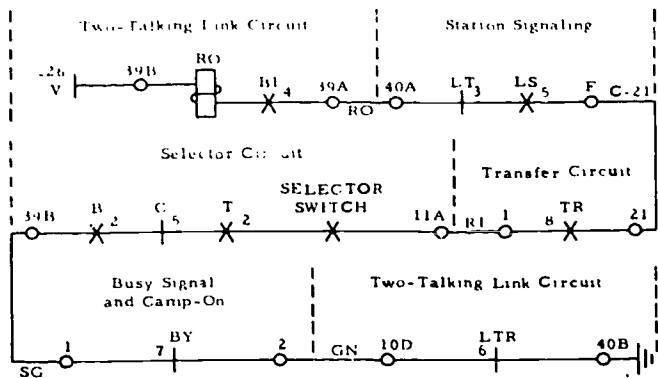 Two-Talking Link Circuit
Station Signaling
.26
V
39B
RO
BI
4
39A
RO
40A
LT
3
LS
5
F
C-21
Selector Circuit
Transfer Circuit
39B
B
2
C
5
T
2
SELECTOR
SWITCH
11A
R1
1
8
TR
21
Busy Signal
and Camp-On
Two-Talking Link Circuit
SG
1
7
BY
2
GN
10D
6
LTR
40B